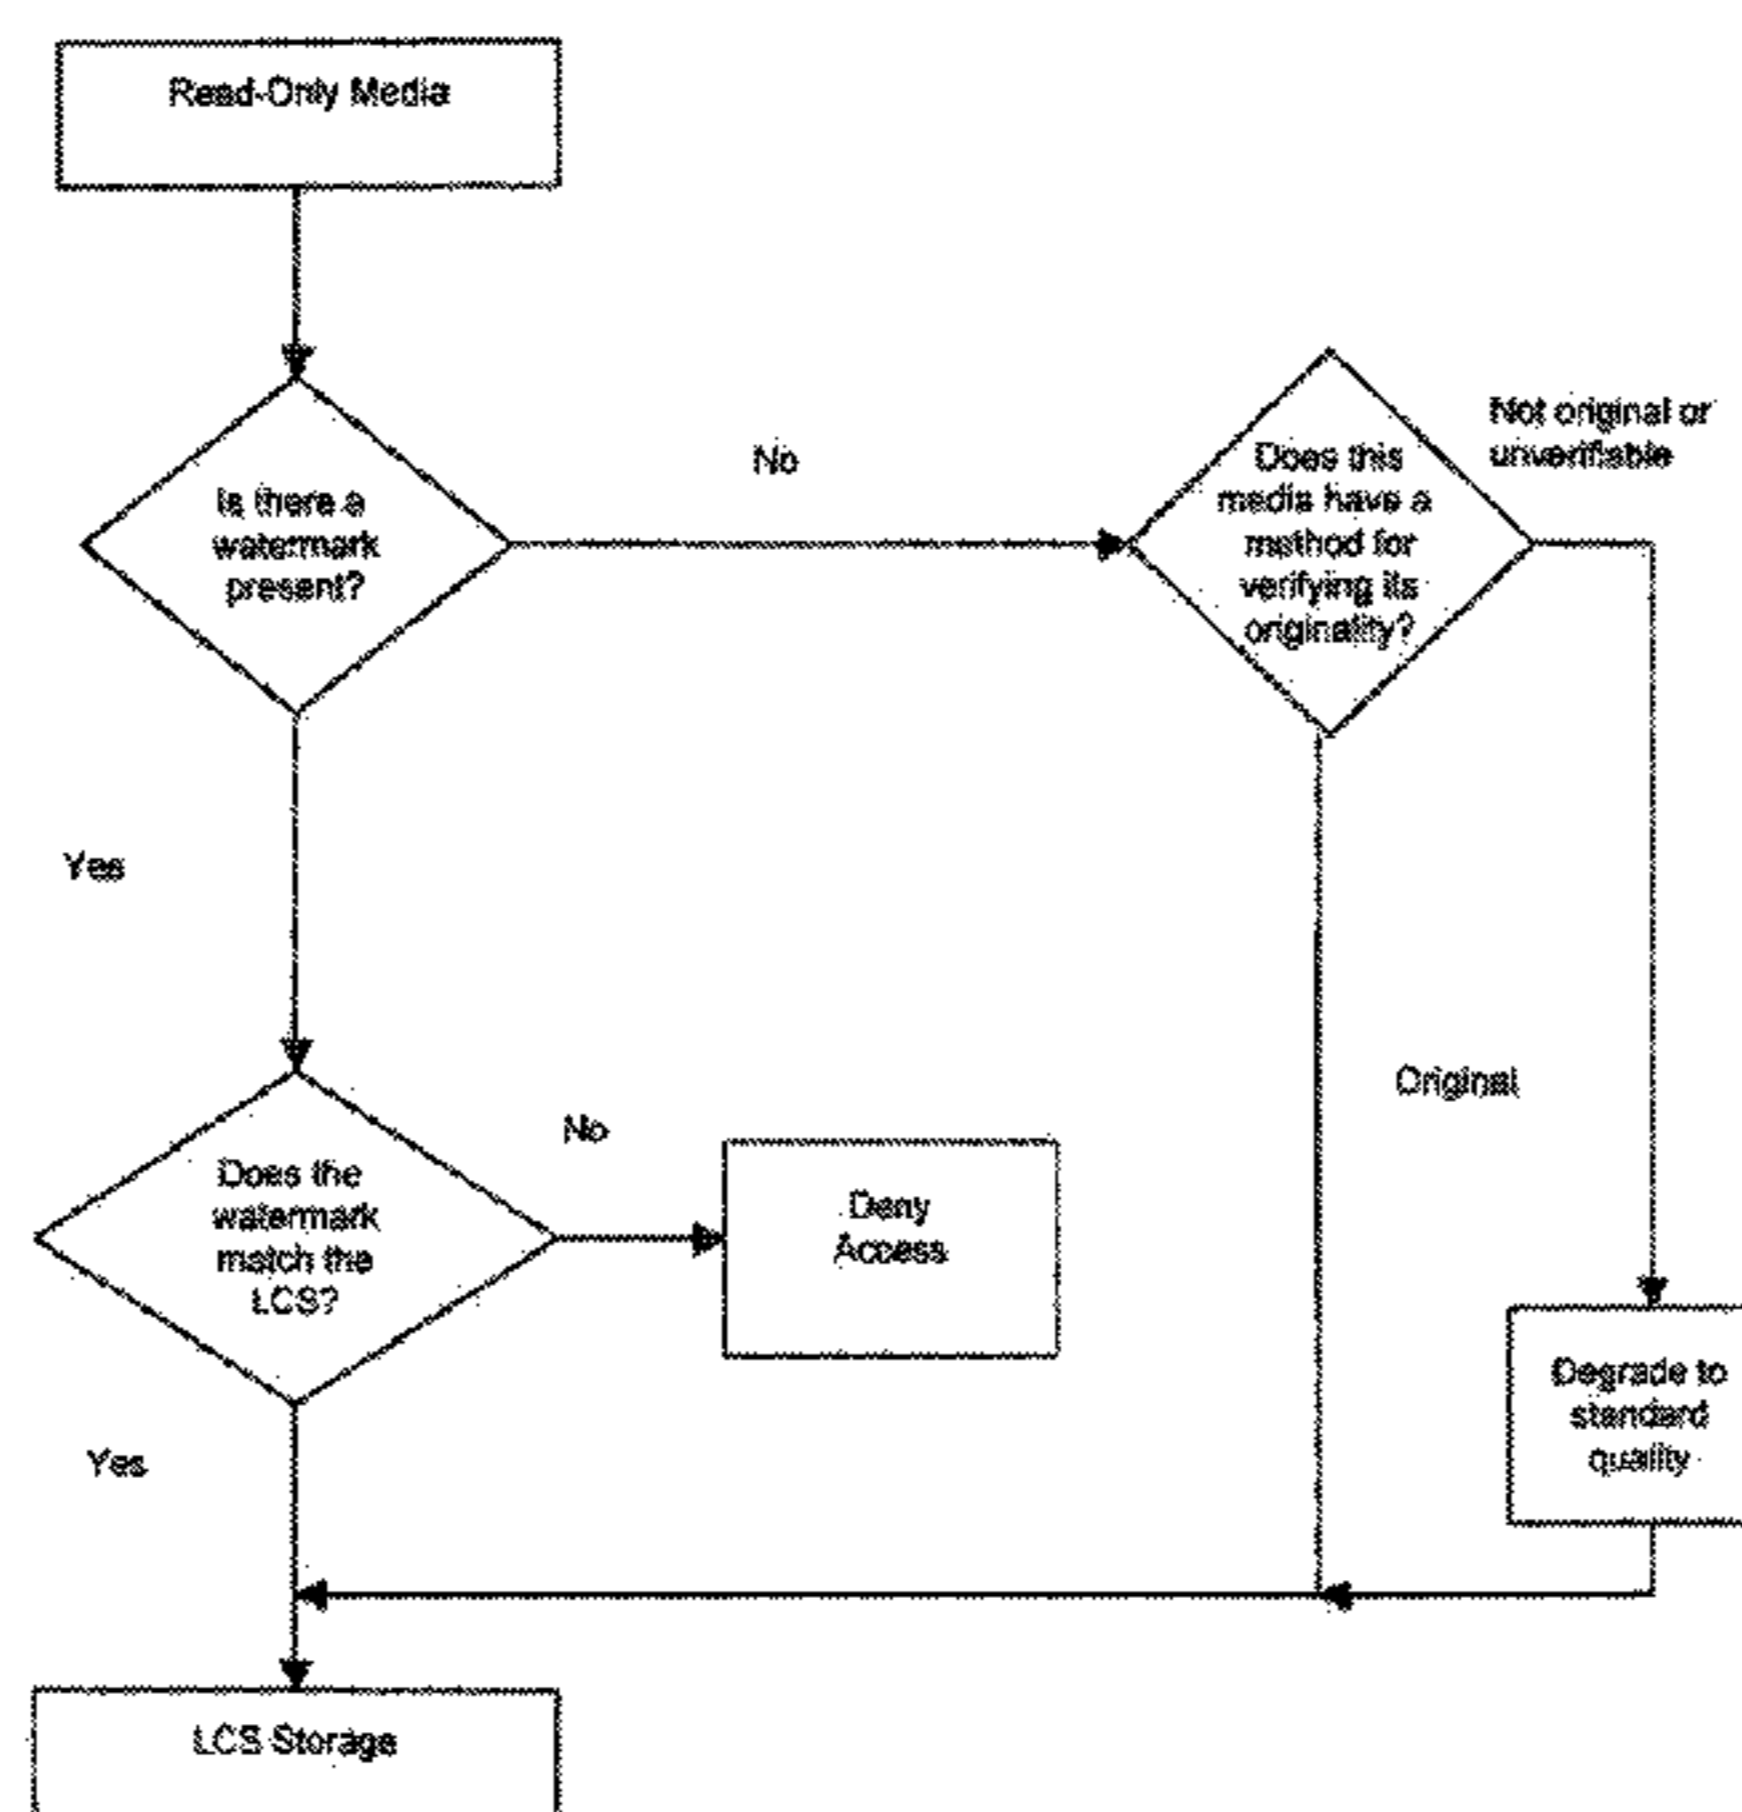 Read-Only Media
Is there a
watermark
present?
No
Does this
media have a
method for
verifying its
originality?
Not original or
unverifiable
Yes
Original
Does the
watermark
match the
LCS?
No
Deny
Access
Degrade to
standard
quality
Yes
LCS Storage